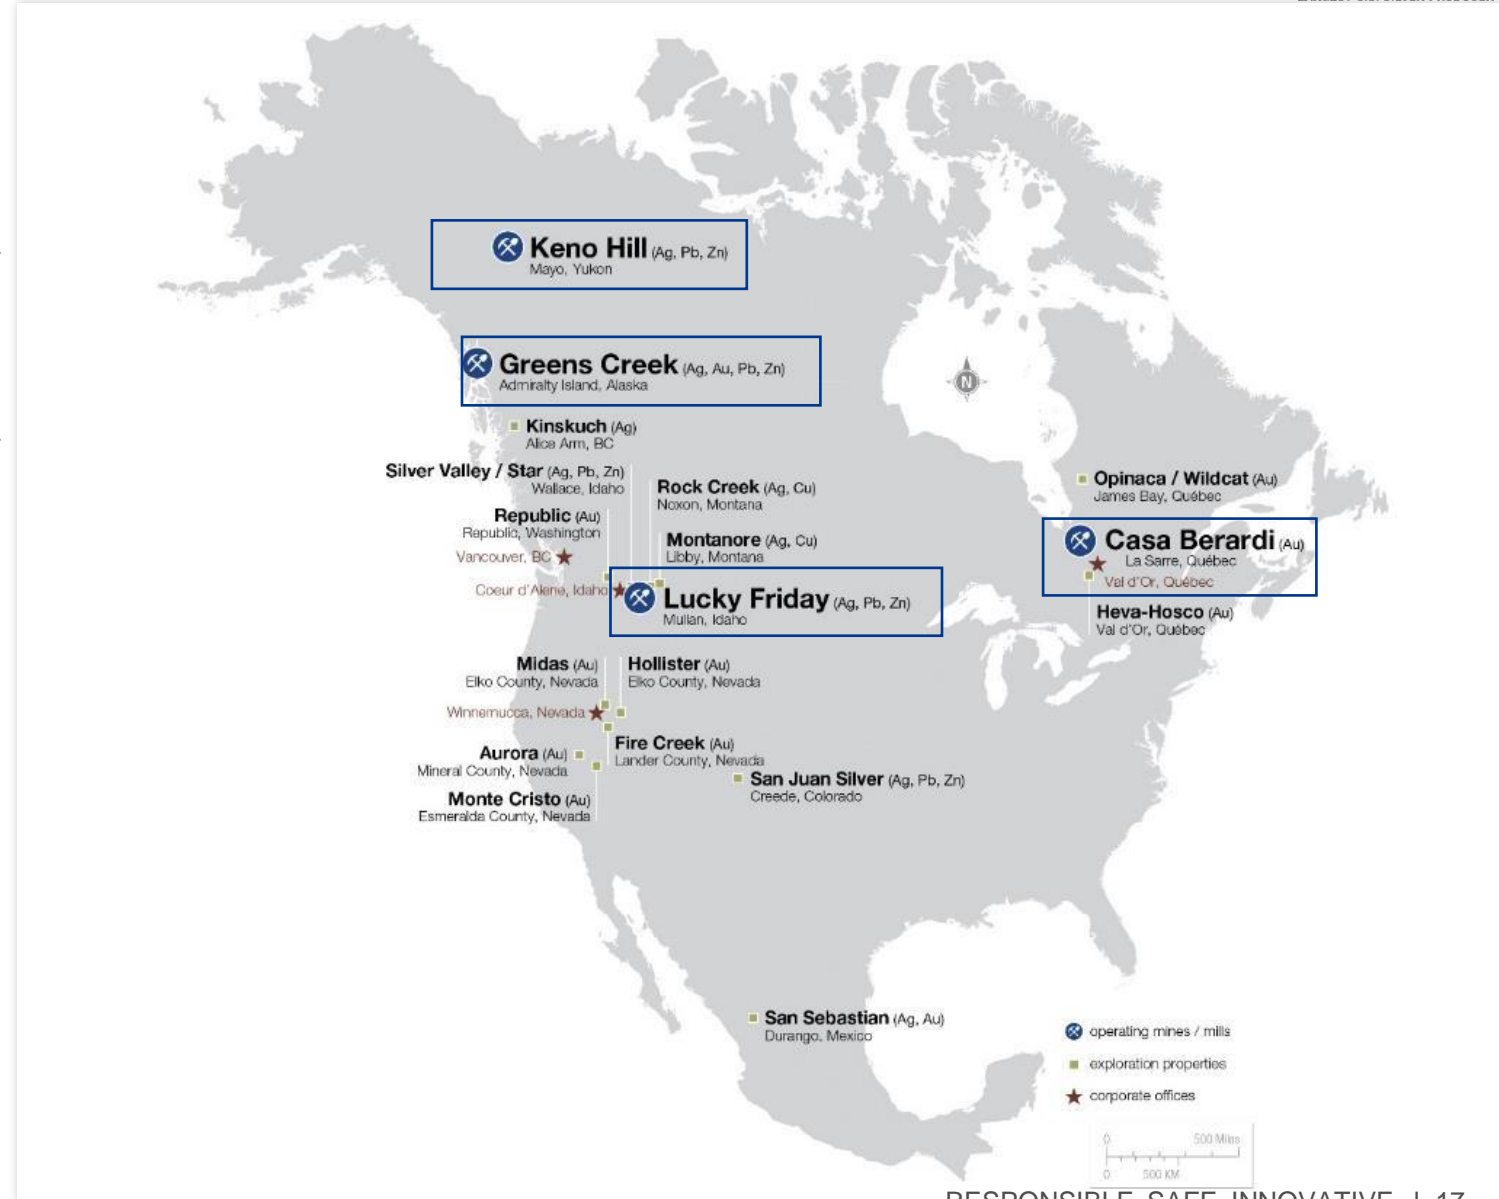 Keno Hill (Ag, Pb, Zn)
Mayo, Yukon
Greens Creek (Ag, Au, Pb, Zn)
Admiralty Island, Alaska
Kinskuch (Ag)
Alice Arm, BC
Silver Valley / Star (Ag, Pb, Zn)
Wallace, Idaho
Rock Creek (Ag, Cu)
Noxon, Montana
Republic (Au)
Republic, Washington
Montanore (Ag, Cu)
Libby, Montana
Vancouver, BC
Coeur d'Alene, Idaho
Lucky Friday (Ag, Pb, Zn)
Mullan, Idaho
Opinaca / Wildcat (Au)
James Bay, Québec
Casa Berardi (Au)
La Sarre, Québec
Val d'Or, Québec
Heva-Hosco (Au)
Val d'Or, Québec
Midas (Au)
Elko County, Nevada
Hollister (Au)
Elko County, Nevada
Winnemucca, Nevada
Fire Creek (Au)
Lander County, Nevada
Aurora (Au)
Mineral County, Nevada
Monte Cristo (Au)
Esmeralda County, Nevada
San Juan Silver (Ag, Pb, Zn)
Creede, Colorado
San Sebastian (Ag, Au)
Durango, Mexico
N
operating mines / mills
exploration properties
corporate offices
0 500 Miles
0 500 KM
RESPONSIBLE. SAFE. INNOVATIVE. | 17